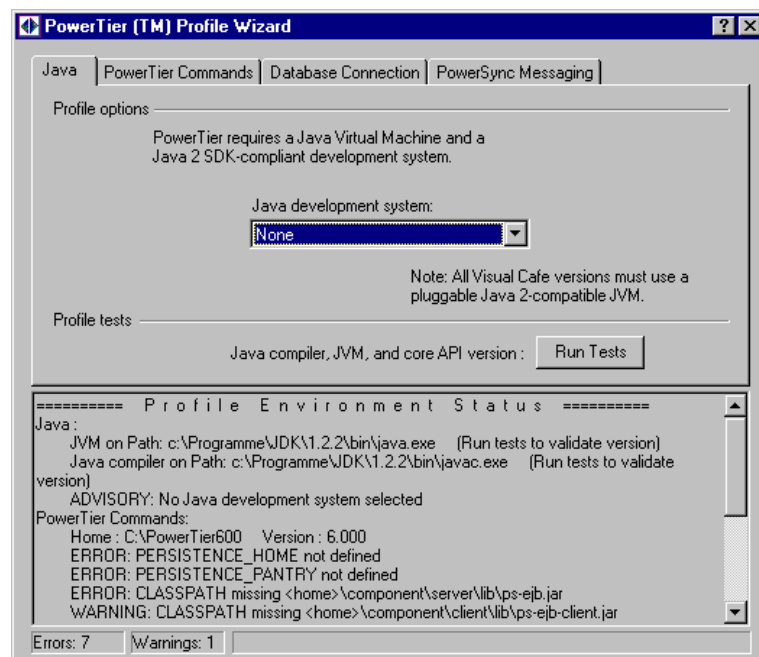 PowerTier (TM) Profile Wizard
Java
PowerTier Commands
Database Connection
PowerSync Messaging
Profile options
PowerTier requires a Java Virtual Machine and a
Java 2 SDK-compliant development system.
Java development system:
None
Note: All Visual Cafe versions must use a
pluggable Java 2-compatible JVM.
Profile tests
Java compiler, JVM, and core API version :
Run Tests
========== P r o f i l e   E n v i r o n m e n t   S t a t u s ==========
Java :
JVM on Path: c:\Programme\JDK\1.2.2\bin\java.exe (Run tests to validate version)
Java compiler on Path: c:\Programme\JDK\1.2.2\bin\javac.exe (Run tests to validate
version)
ADVISORY: No Java development system selected
PowerTier Commands:
Home : C:\PowerTier600 Version : 6.000
ERROR: PERSISTENCE_HOME not defined
ERROR: PERSISTENCE_PANTRY not defined
ERROR: CLASSPATH missing <home>\component\server\lib\ps-ejb.jar
WARNING: CLASSPATH missing <home>\component\client\lib\ps-ejb-client.jar
Errors: 7
Warnings: 1